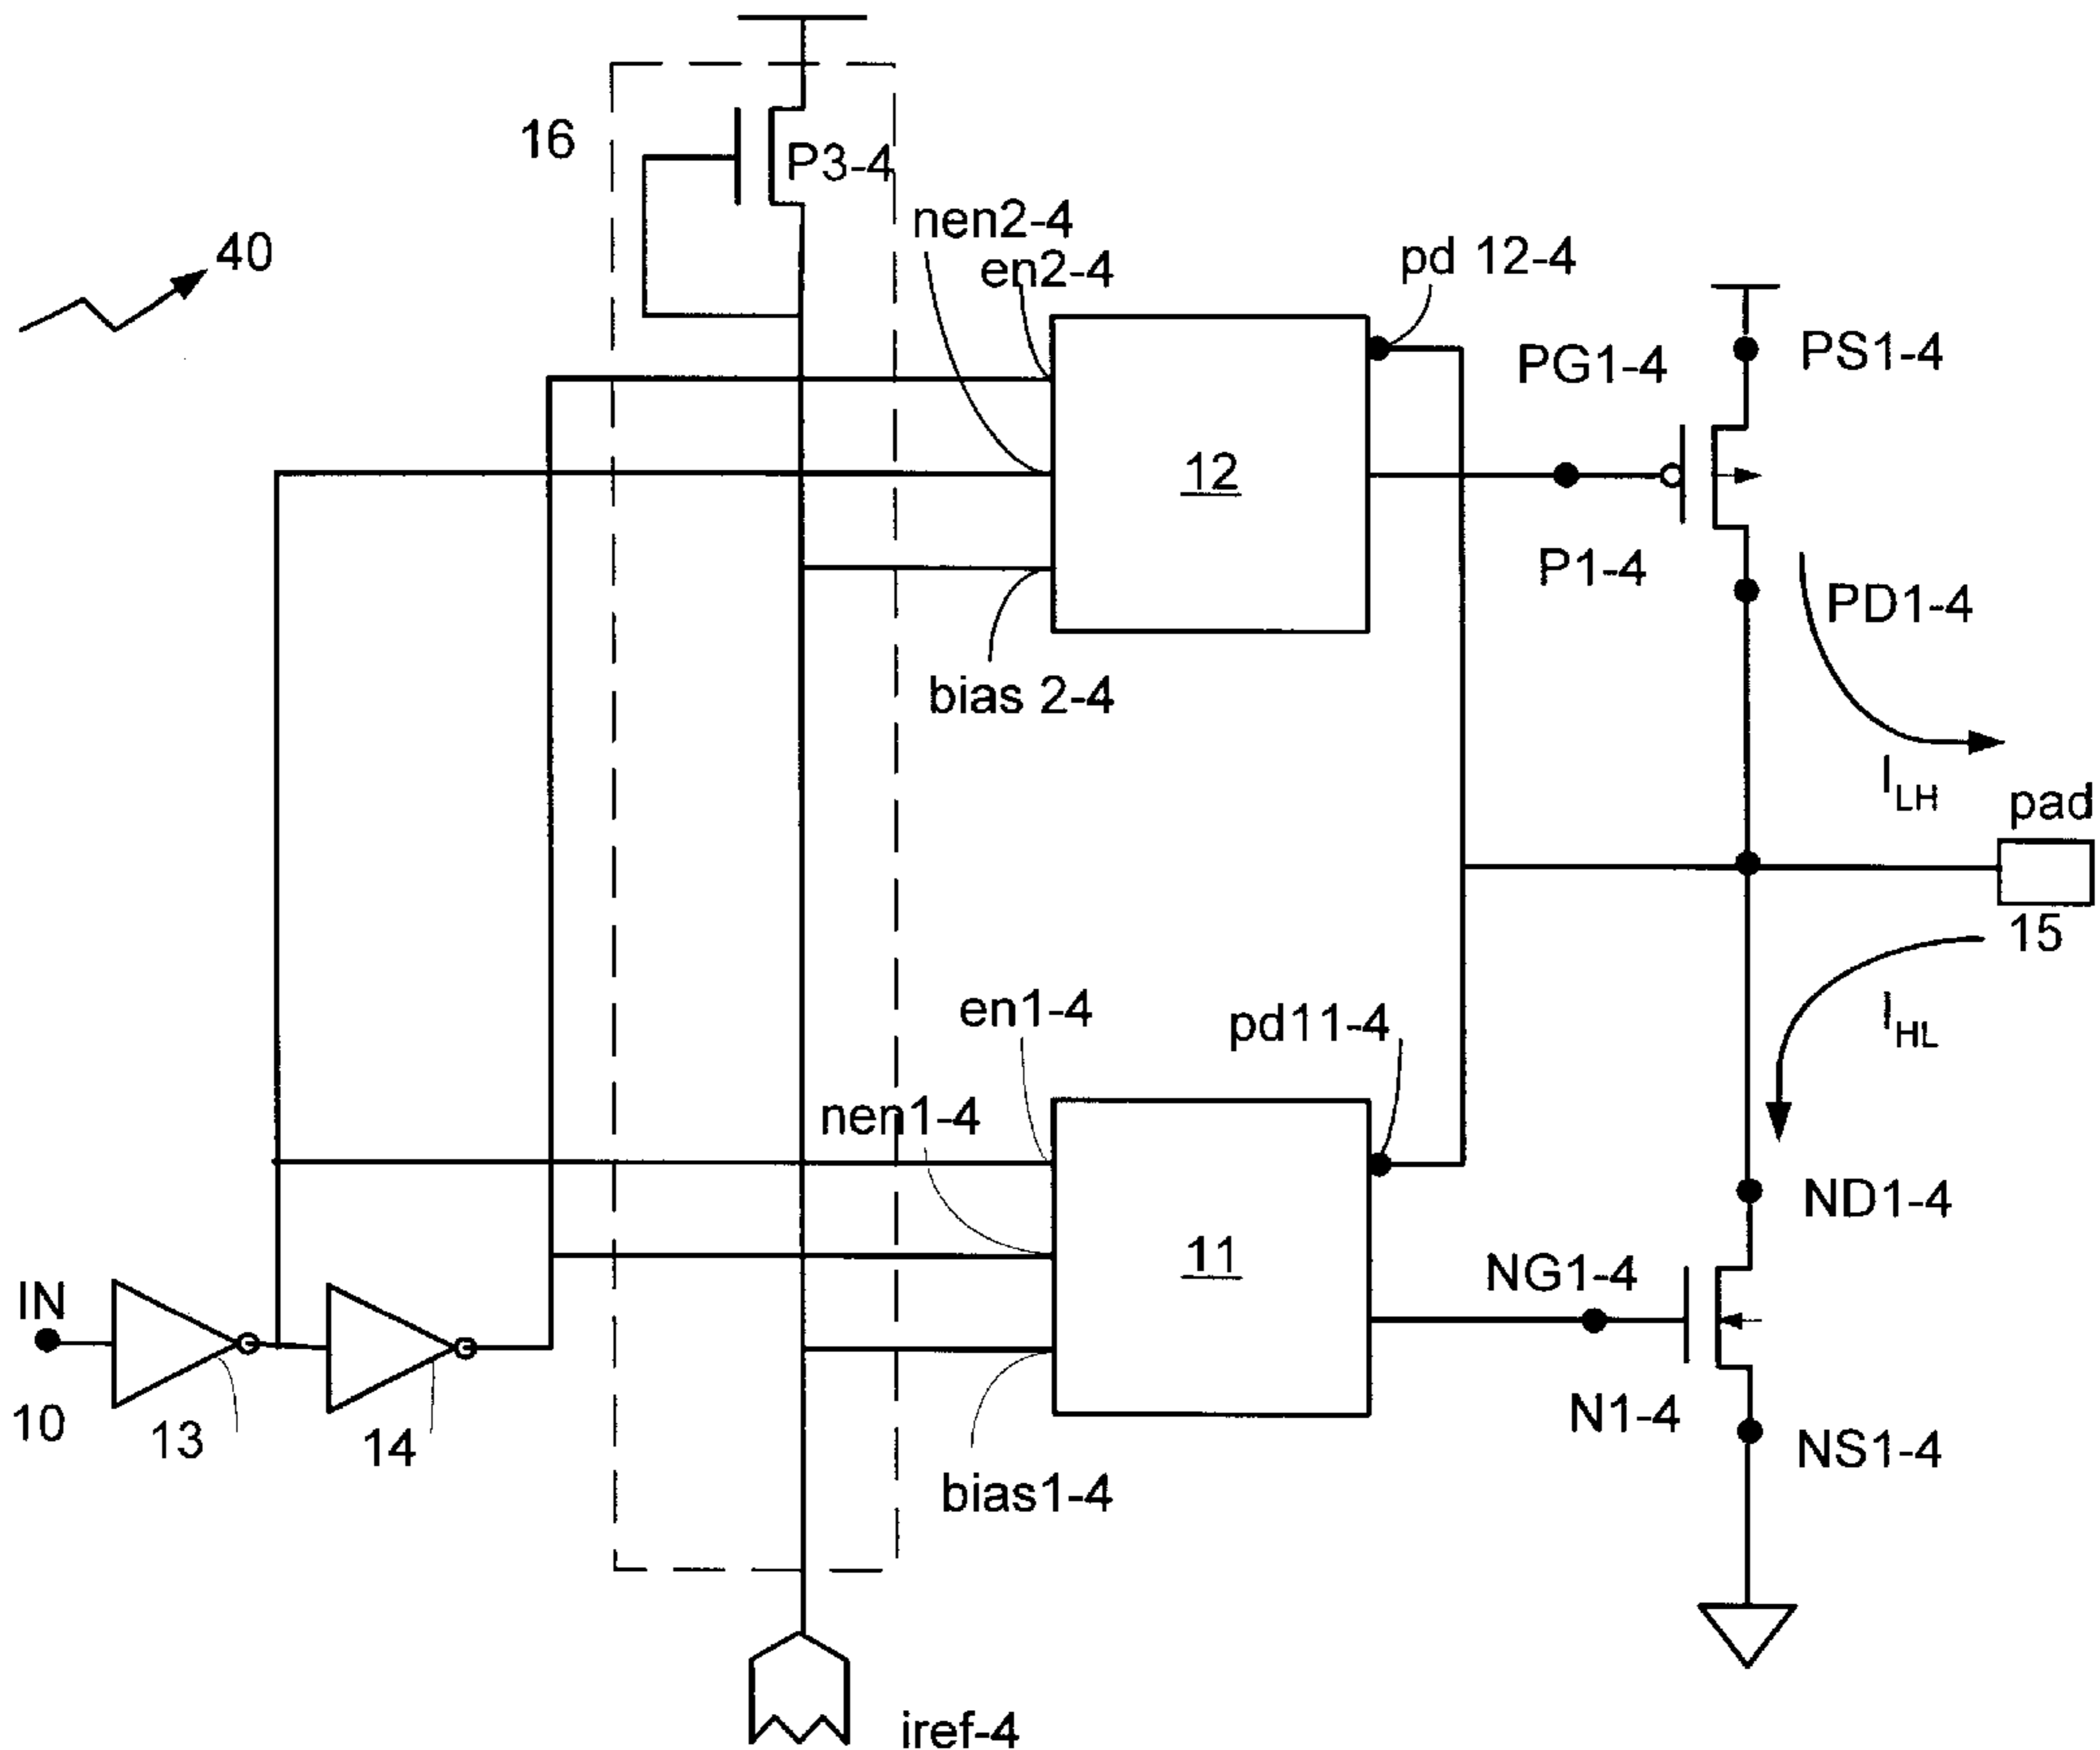 16
P3-4
40
nen2-4
en2-4
pd 12-4
PG1-4
PS1-4
12
P1-4
PD1-4
bias 2-4
I LH
pad
15
en1-4
pd11-4
I HL
nen1-4
ND1-4
11
NG1-4
IN
10
13
14
N1-4
NS1-4
bias1-4
iref-4